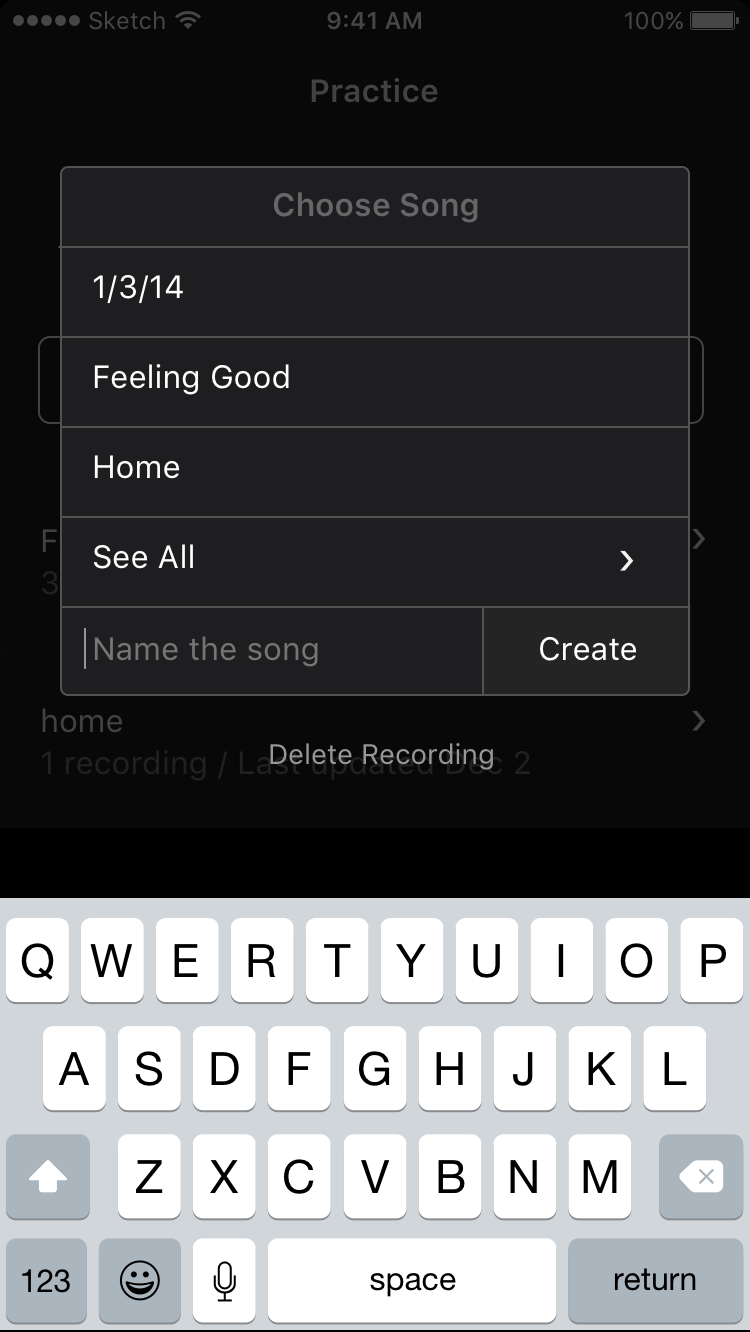 Sketch 9:41 AM 100%
Practice
Choose Song
1/3/14
Feeling Good
Home
F
See All
3
Name the song Create
home
Delete Recording
1 recording / Last updated Dec 2
Q W E R T Y U I O P
A S D F G H J K L
Z X C V B N M
123 space return